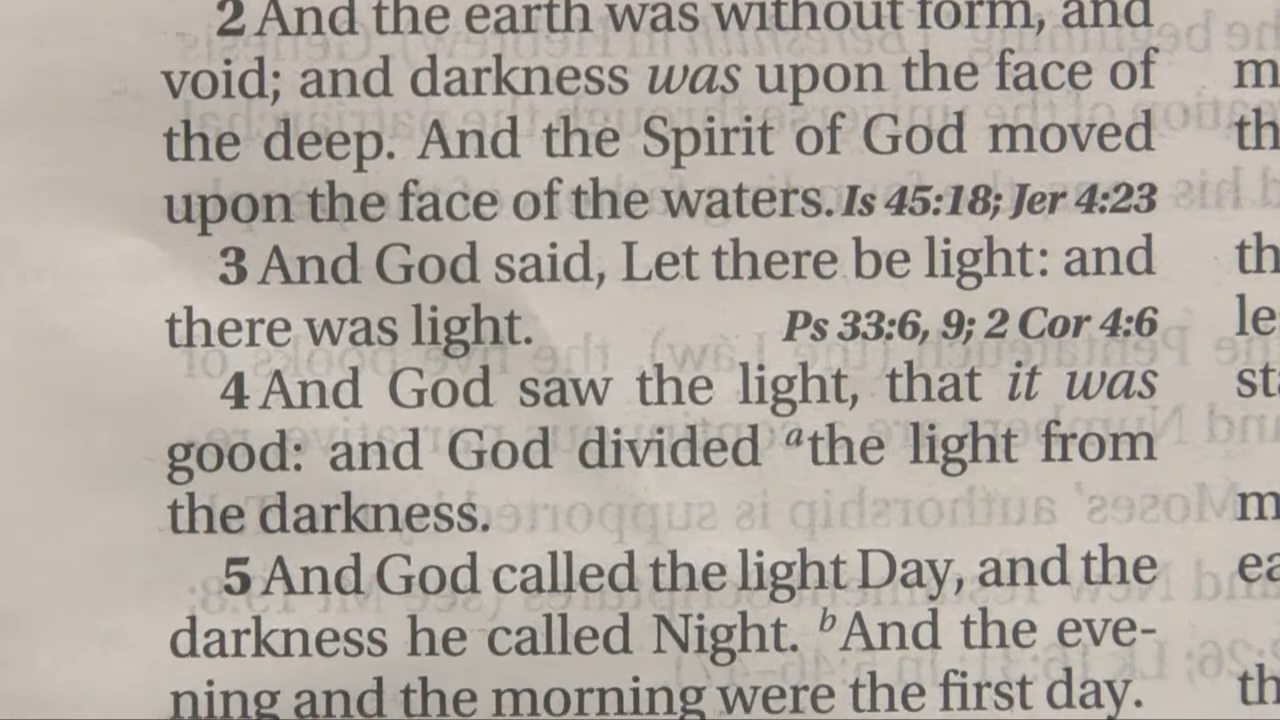 2 And the earth was without form, and
void; and darkness was upon the face of
the deep. And the Spirit of God moved
upon the face of the waters. Is 45:18; Jer 4:23
3 And God said, Let there be light: and
there was light. Ps 33:6, 9; 2 Cor 4:6
4 And God saw the light, that it was
good: and God divided a the light from
the darkness.
5 And God called the light Day, and the
darkness he called Night. b And the eve-
ning and the morning were the first day.